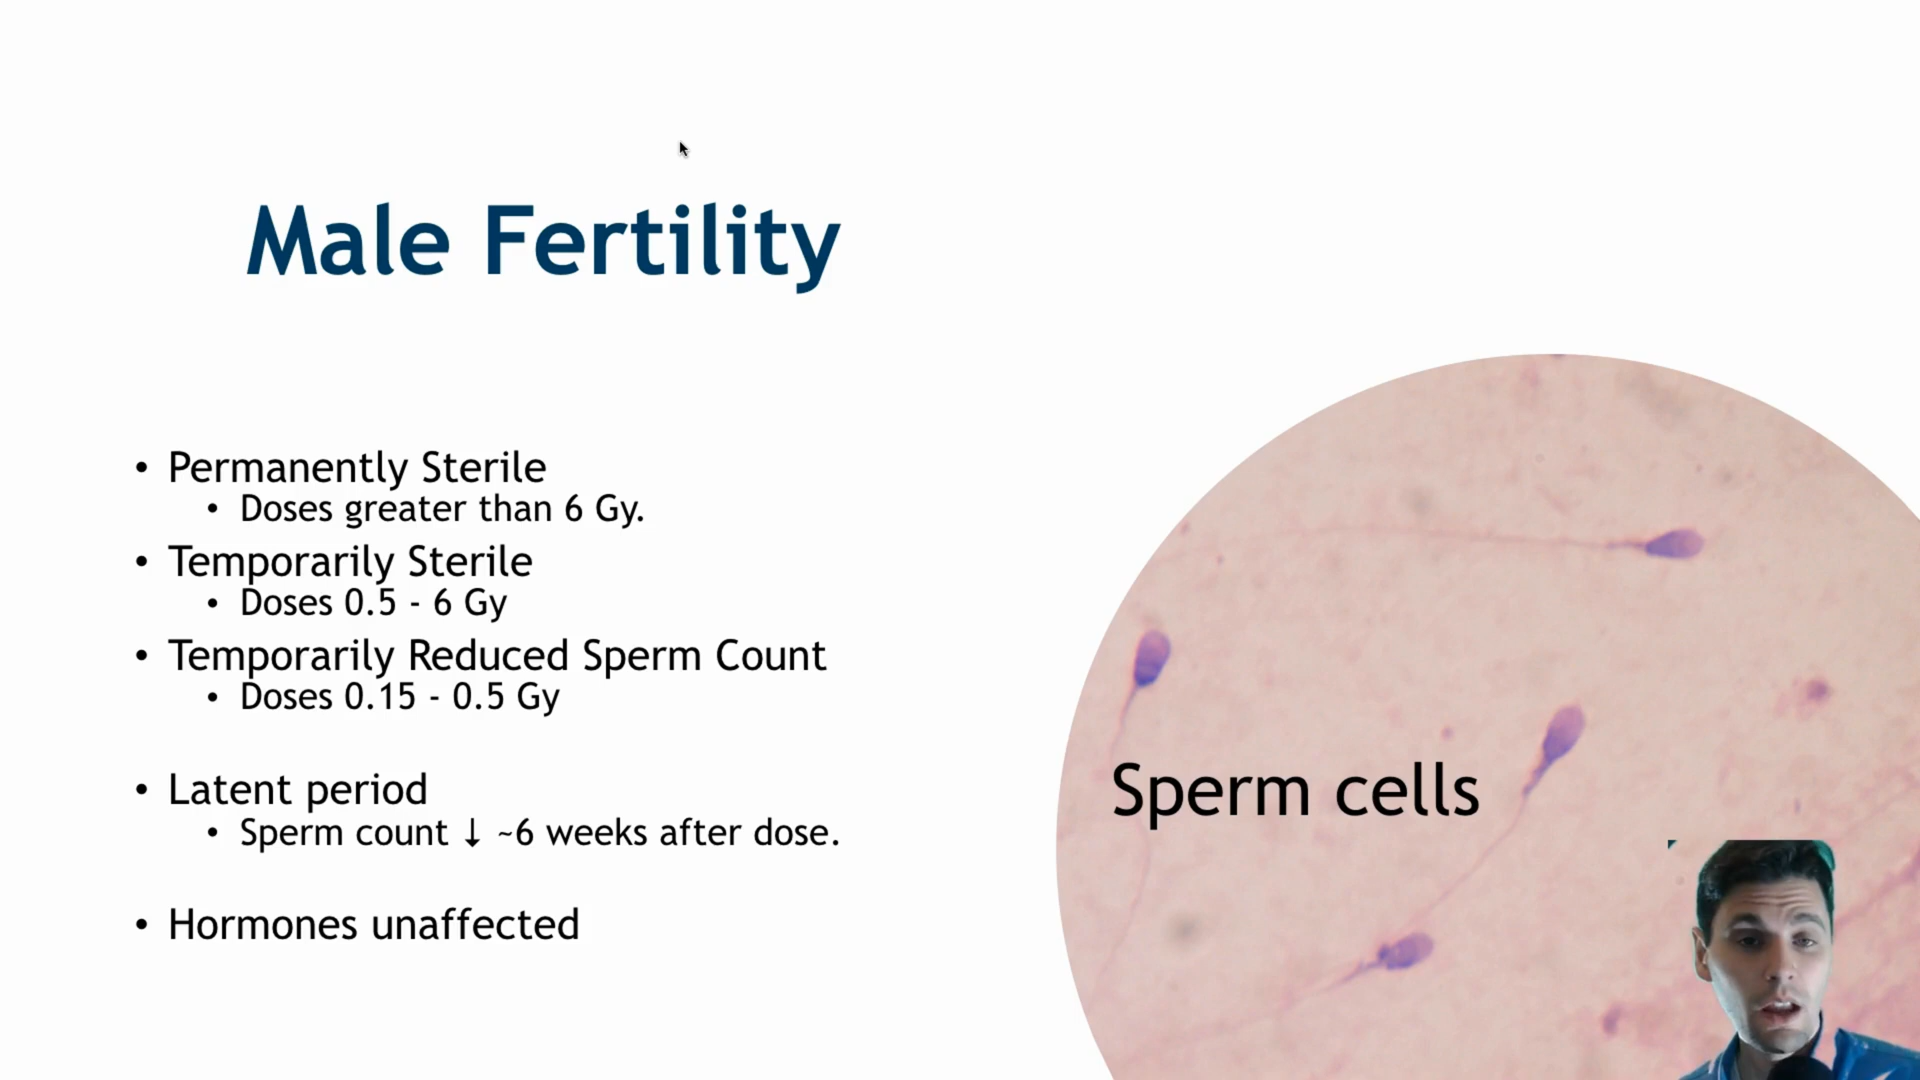 Male Fertility
• Permanently Sterile
• Doses greater than 6 Gy.
• Temporarily Sterile
• Doses 0.5 - 6 Gy
• Temporarily Reduced Sperm Count
• Doses 0.15 - 0.5 Gy
• Latent period
• Sperm count ↓ ~6 weeks after dose.
• Hormones unaffected
Sperm cells